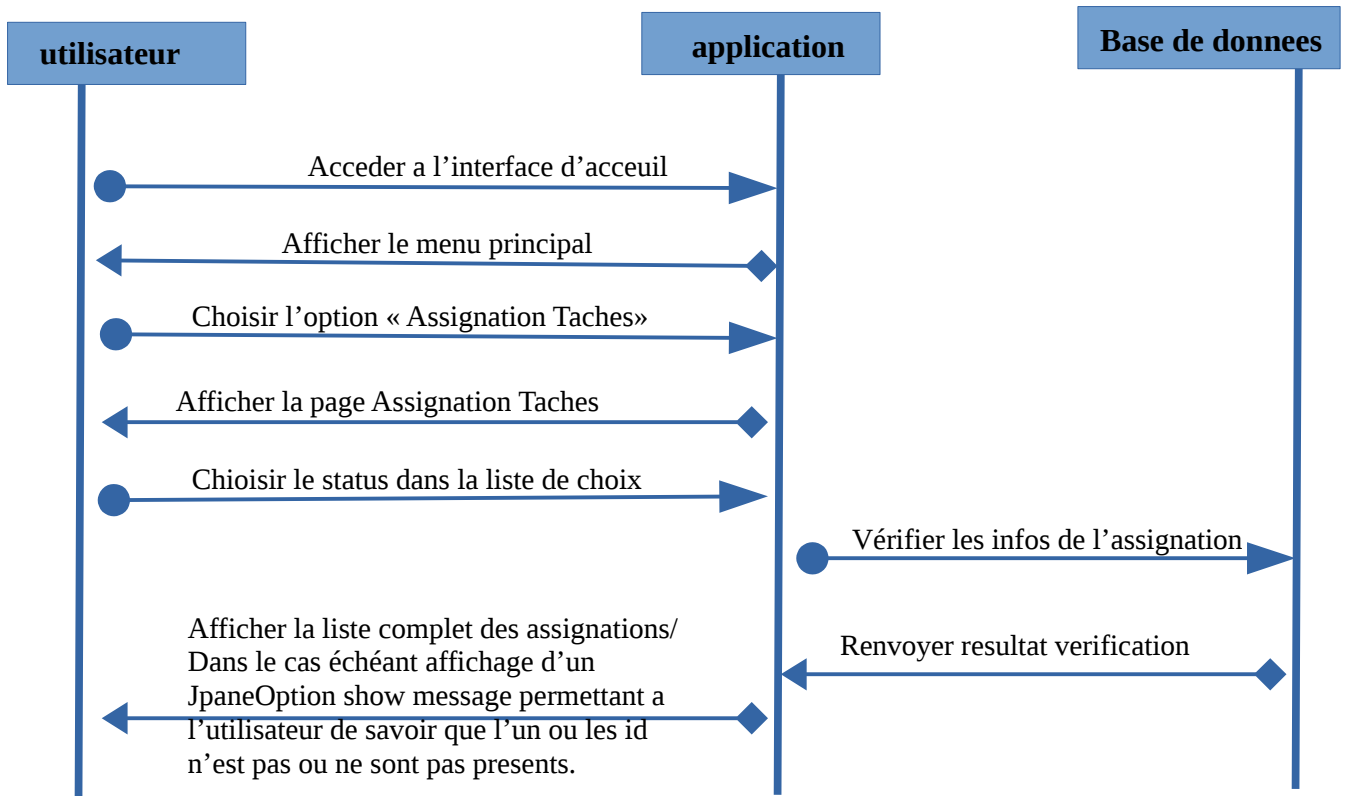 utilisateur
application
Base de donnees
Acceder a l’interface d’acceuil
Afficher le menu principal
Choisir l’option « Assignation Taches»
Afficher la page Assignation Taches
Chioisir le status dans la liste de choix
Vérifier les infos de l’assignation
Renvoyer resultat verification
Afficher la liste complet des assignations/
Dans le cas échéant affichage d’un
JpaneOption show message permettant a
l’utilisateur de savoir que l’un ou les id
n’est pas ou ne sont pas presents.